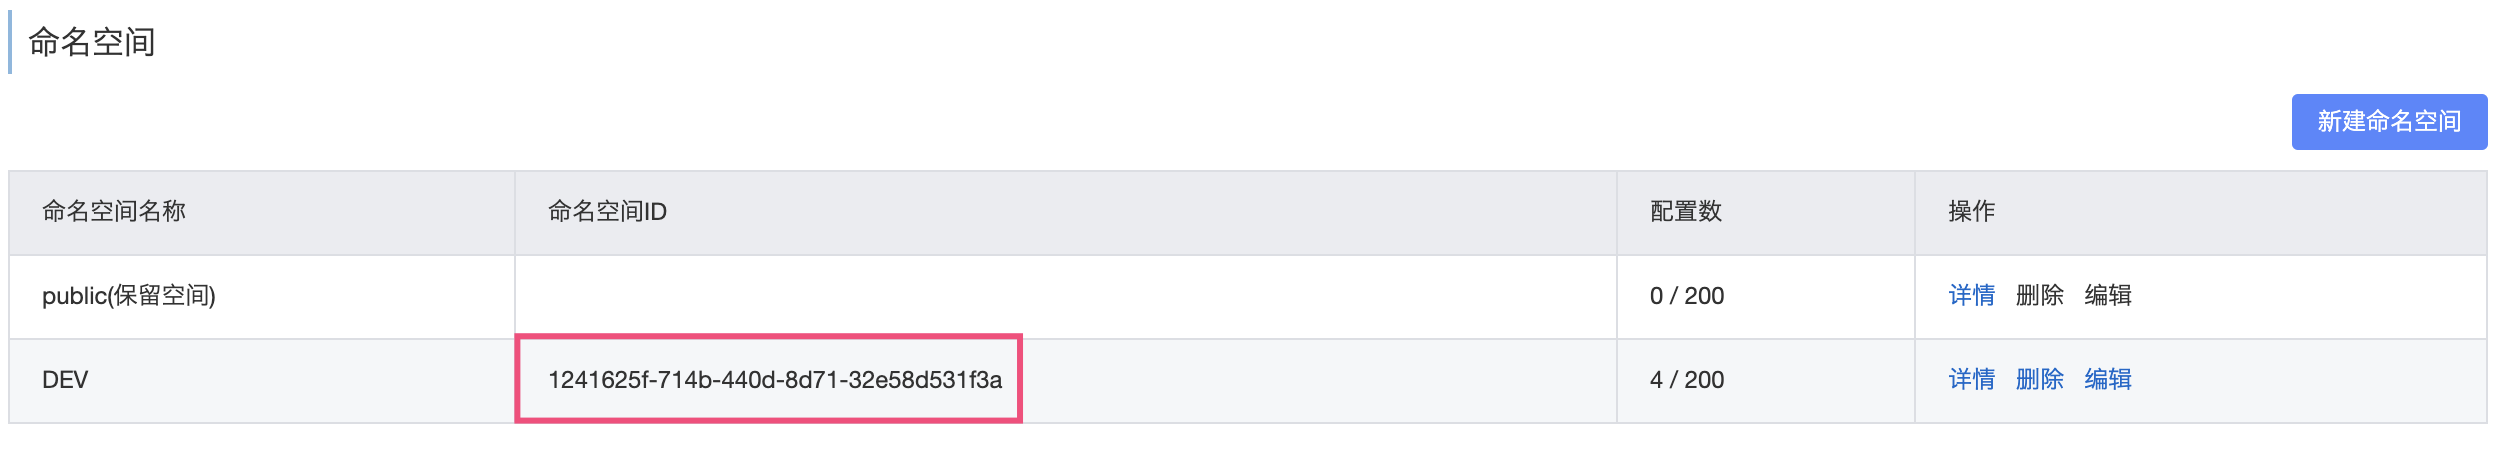 命名空间
新建命名空间
命名空间名称 命名空间ID 配置数 操作
public(保留空间) 0 / 200 详情 删除 编辑
DEV 1241625f-714b-440d-8d71-32e58d531f3a 4 / 200 详情 删除 编辑